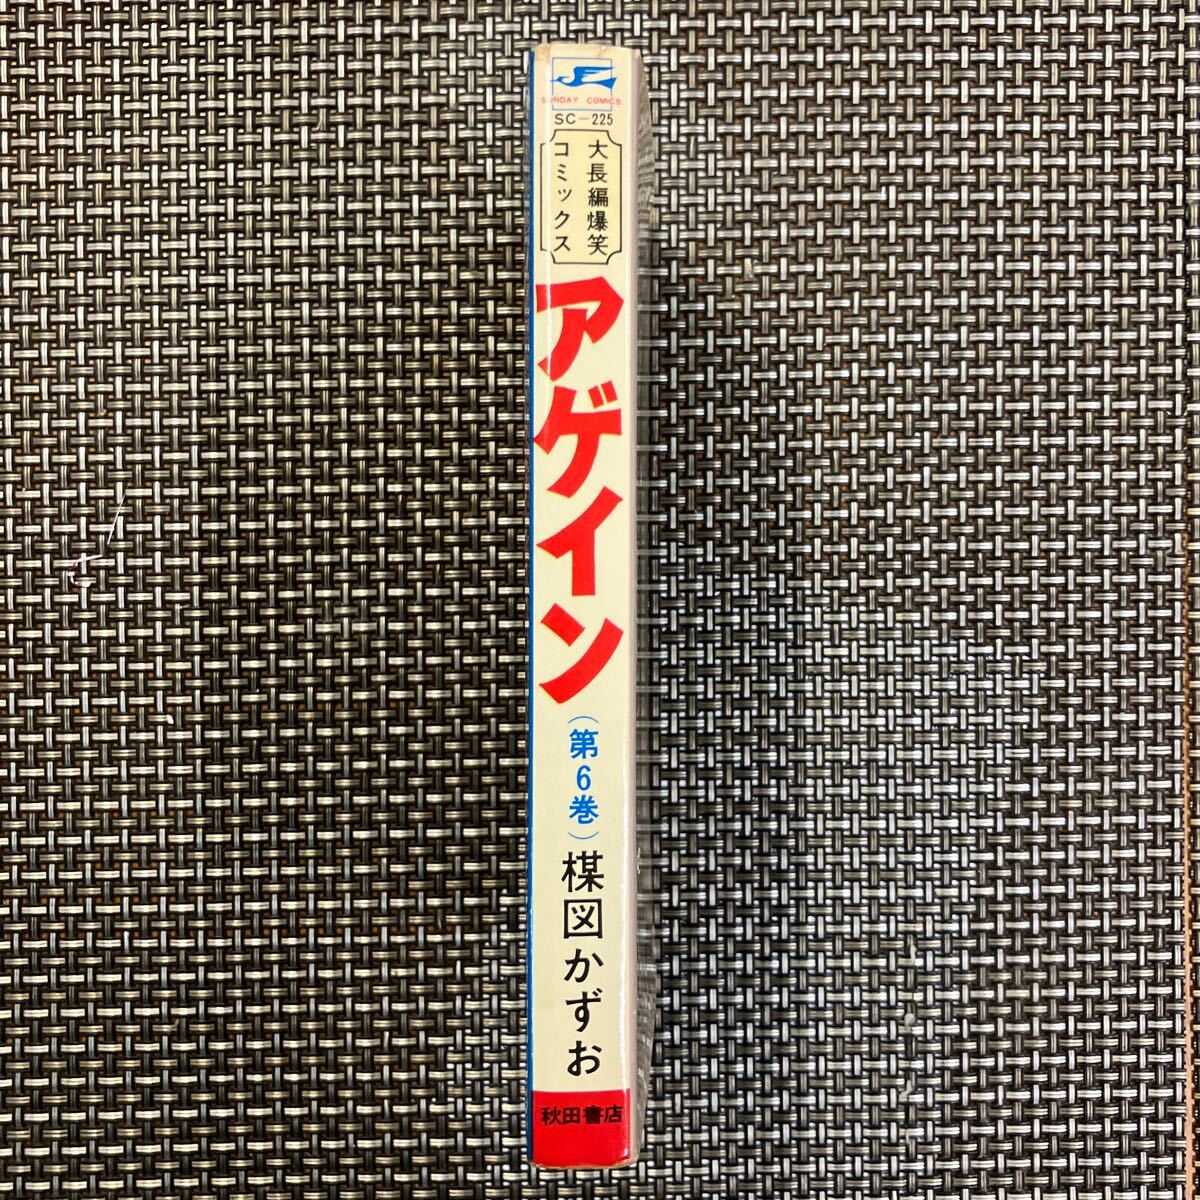 SUNDAY COMICS
SC-225
大長編爆笑
コミックス
アゲイン
(第6巻)
楳図かずお
秋田書店